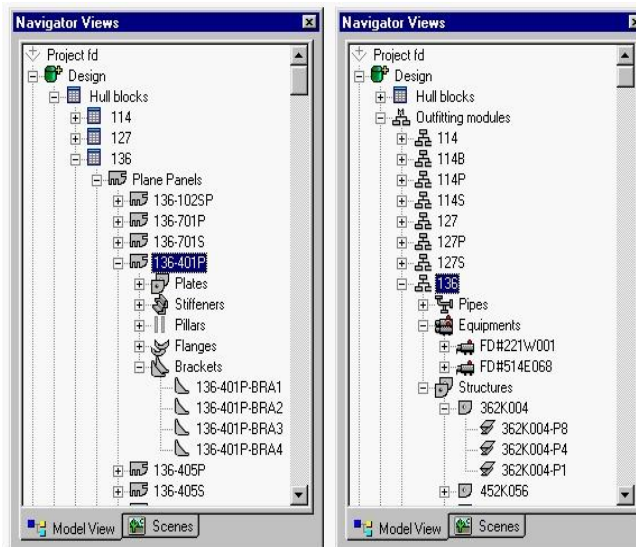 Navigator Views
Project fd
Design
Hull blocks
114
127
136
Plane Panels
136-102SP
136-701P
136-701S
136-401P
Plates
Stiffeners
Pillars
Flanges
Brackets
136-401P-BRA1
136-401P-BRA2
136-401P-BRA3
136-401P-BRA4
136-405P
136-405S
Model View
Scenes
Navigator Views
Project fd
Design
Hull blocks
Outfitting modules
114
114B
114P
114S
127
127P
127S
136
Pipes
Equipments
FD#221W001
FD#514E068
Structures
362K004
362K004-P8
362K004-P4
362K004-P1
452K056
Model View
Scenes